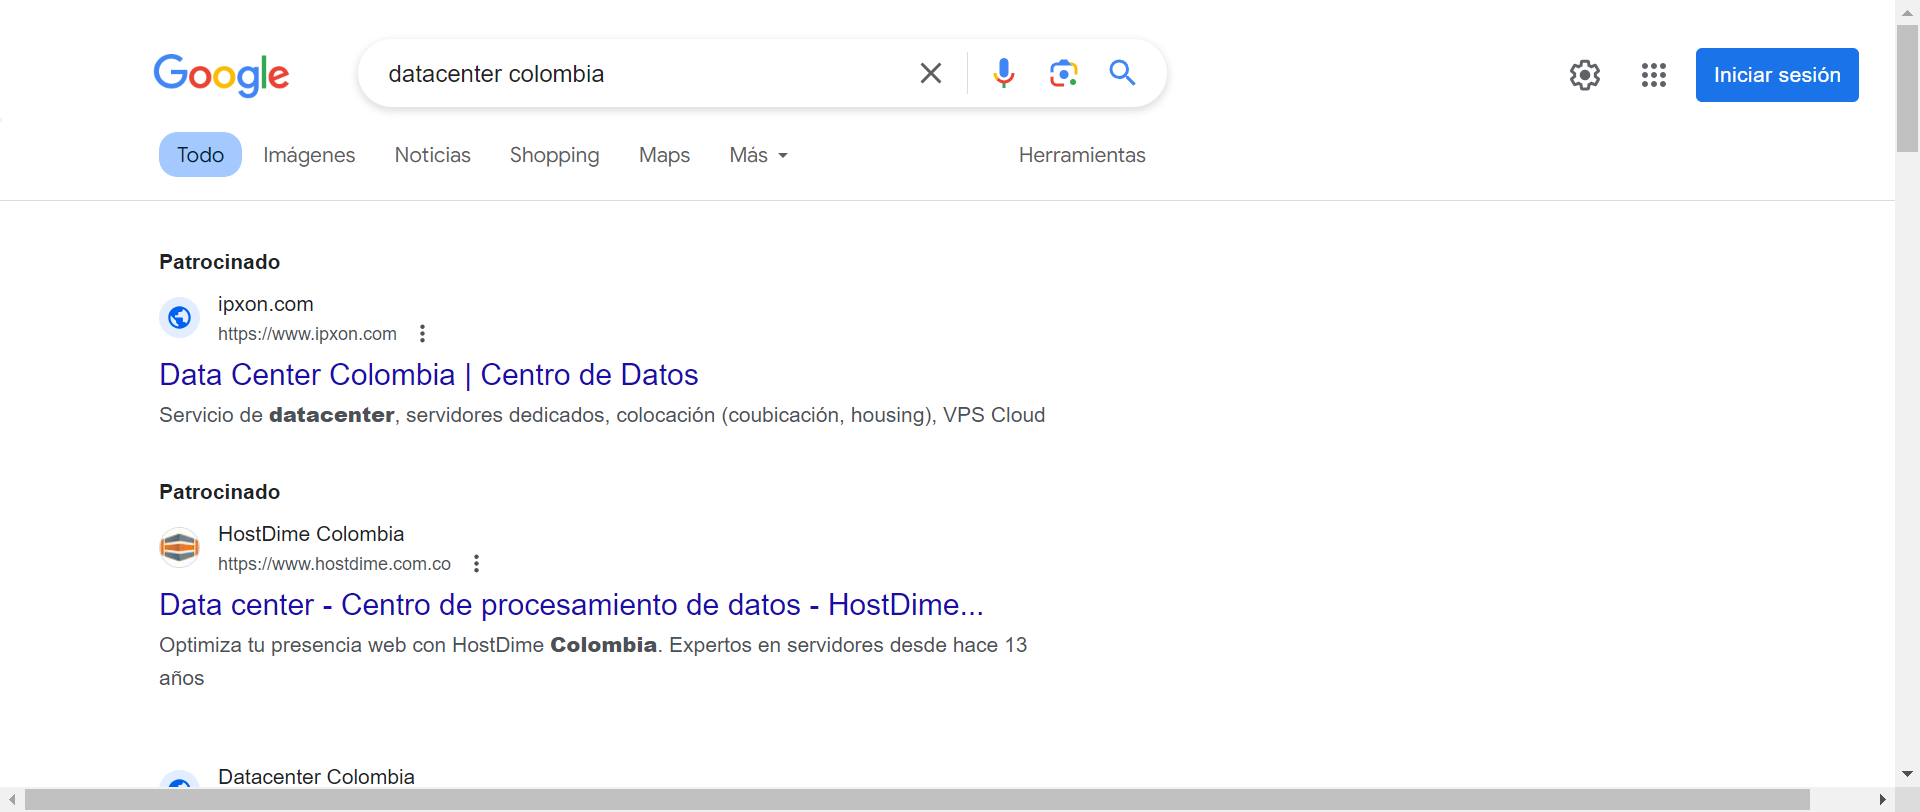 Google
datacenter colombia
Iniciar sesión
Todo Imágenes Noticias Shopping Maps Más Herramientas
Patrocinado
ipxon.com
https://www.ipxon.com
Data Center Colombia | Centro de Datos
Servicio de datacenter, servidores dedicados, colocación (coubicación, housing), VPS Cloud
Patrocinado
HostDime Colombia
https://www.hostdime.com.co
Data center - Centro de procesamiento de datos - HostDime...
Optimiza tu presencia web con HostDime Colombia. Expertos en servidores desde hace 13
años
Datacenter Colombia